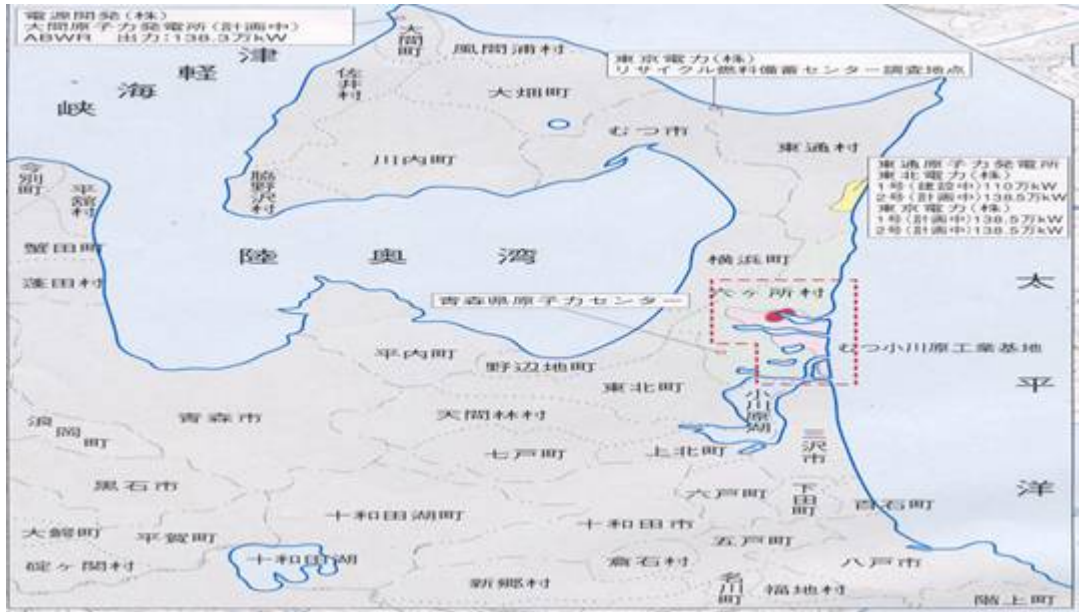 電源開発(株)
大間原子力発電所(計画中)
ABWR 出力:138.3万kW
津
軽
海
峡
大間町
風間浦村
佐井村
大畑町
東京電力(株)
リサイクル燃料備蓄センター調査地点
むつ市
東通村
川内町
脇野沢村
今別町
平舘村
蟹田町
蓬田村
東通原子力発電所
東北電力(株)
1号(建設中)110万kW
2号(計画中)138.5万kW
東京電力(株)
1号(計画中)138.5万kW
2号(計画中)138.5万kW
陸奥湾
横浜町
六ヶ所村
青森県原子力センター
むつ小川原工業基地
太平洋
平内町
野辺地町
東北町
小川原湖
青森市
天間林村
浪岡町
七戸町
上北町
三沢市
黒石市
六戸町
下田町
百石町
十和田湖町
十和田市
大鰐町
平賀町
五戸町
碇ヶ関村
十和田湖
倉石村
八戸市
新郷村
名川町
福地村
階上町